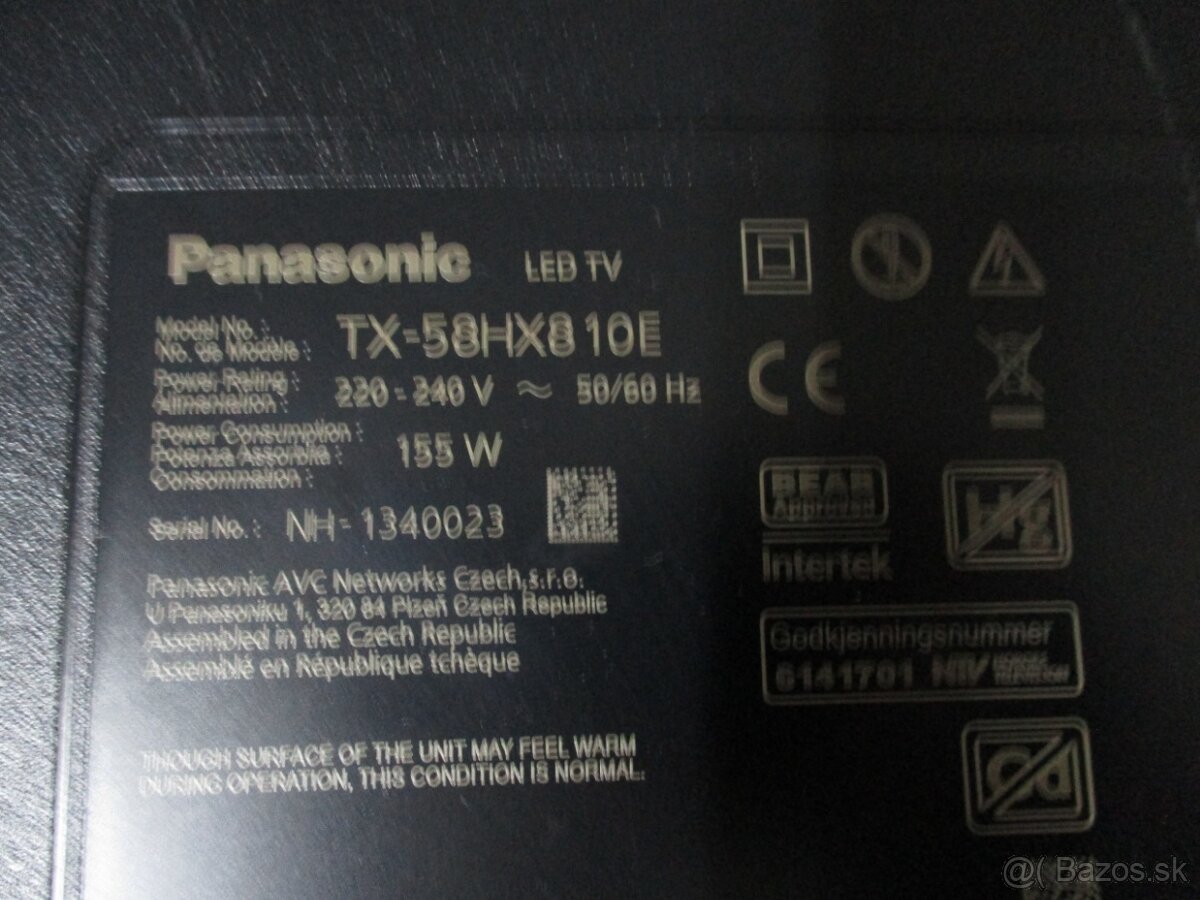 Panasonic LED TV
Model No. :
No. de Modèle : TX-58HX810E
Power Rating :
Alimentation : 220 - 240 V ~ 50/60 Hz
Power Consumption :
Potenza Assorbita : 155 W
Consommation :
Serial No. : NH - 1340023
Panasonic AVC Networks Czech, s.r.o.
U Panasoniku 1, 320 84 Plzeň Czech Republic
Assembled in the Czech Republic
Assemblé en République tchèque
THOUGH SURFACE OF THE UNIT MAY FEEL WARM
DURING OPERATION, THIS CONDITION IS NORMAL.
CE
BEAB
Approved
Intertek
Hg
Godkjenningsnummer
6141701
Cd
@( Bazos.sk